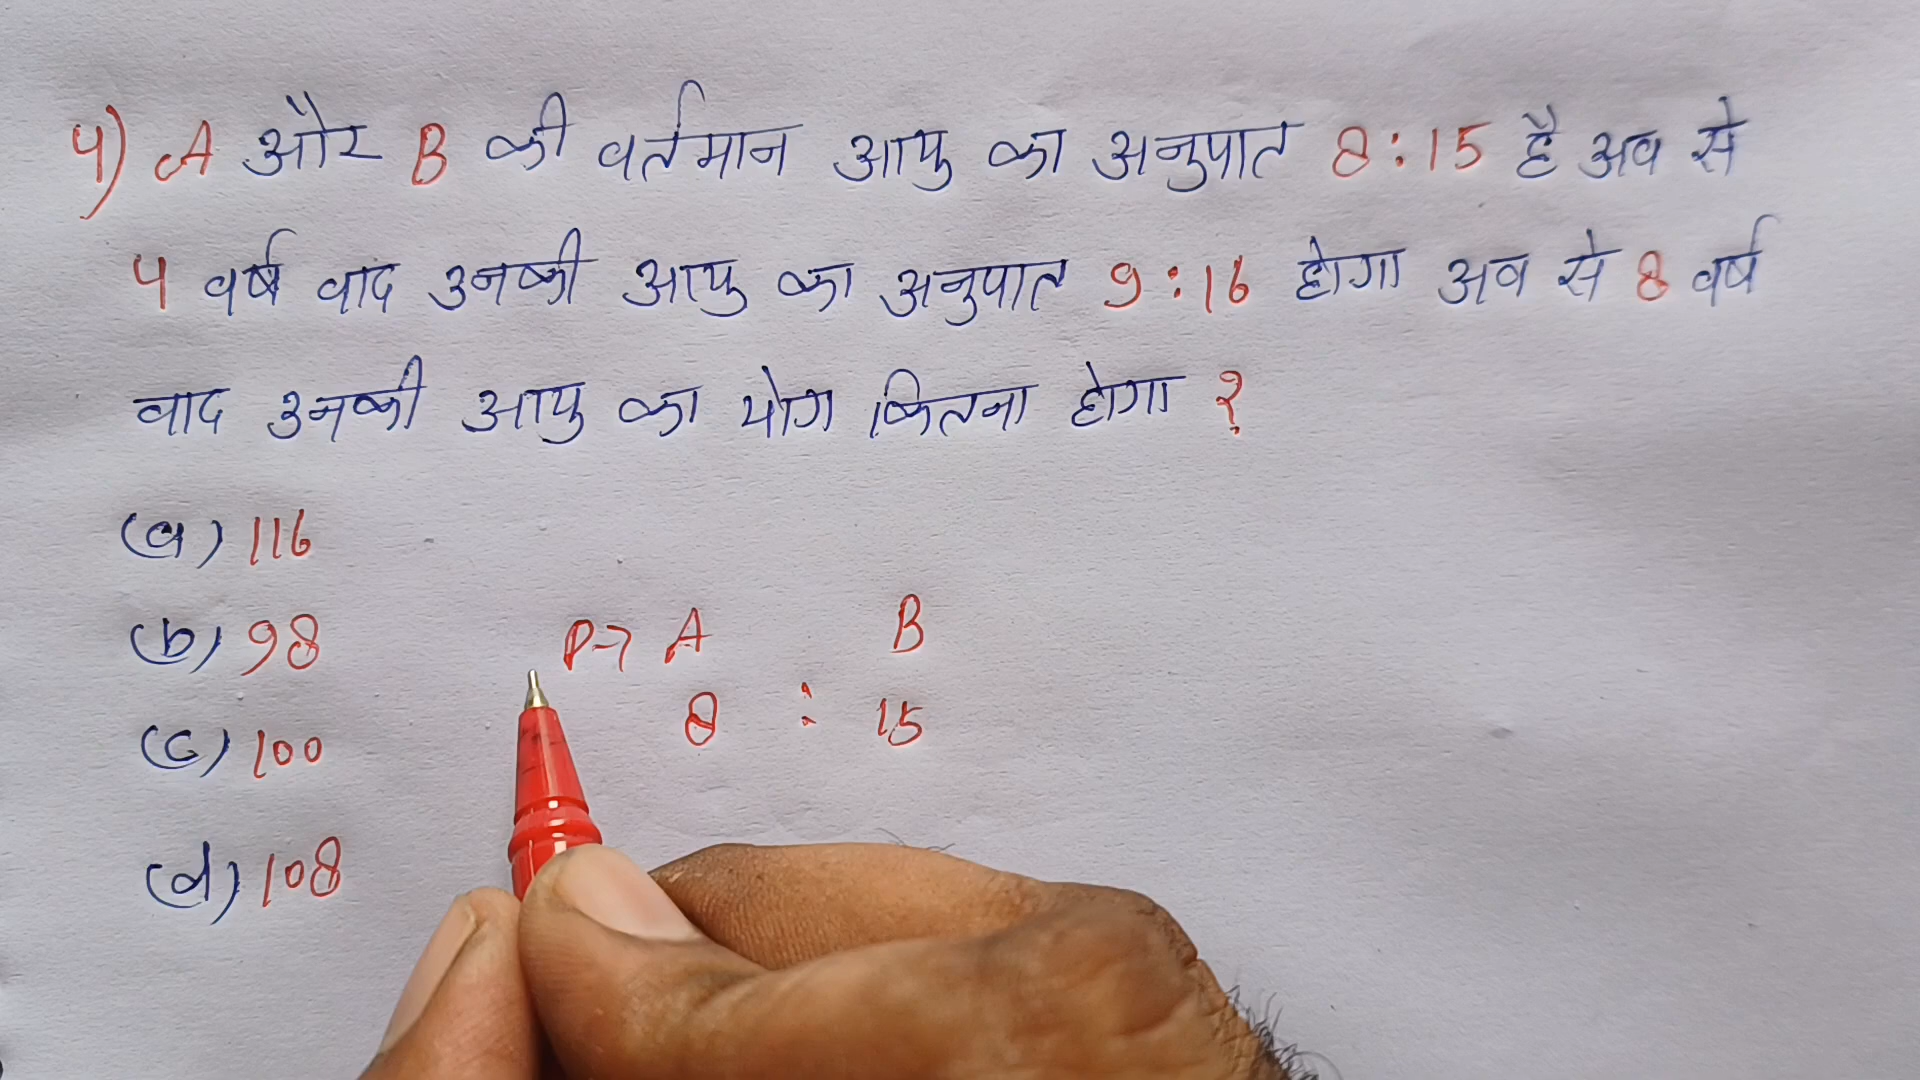 4) A और B की वर्तमान आयु का अनुपात 8:15 है अब से
4 वर्ष बाद उनकी आयु का अनुपात 9:16 होगा अब से 8 वर्ष
बाद उनकी आयु का योग कितना होगा ?
(a) 116
(b) 98
(c) 100
(d) 108
P→ A B
8 : 15